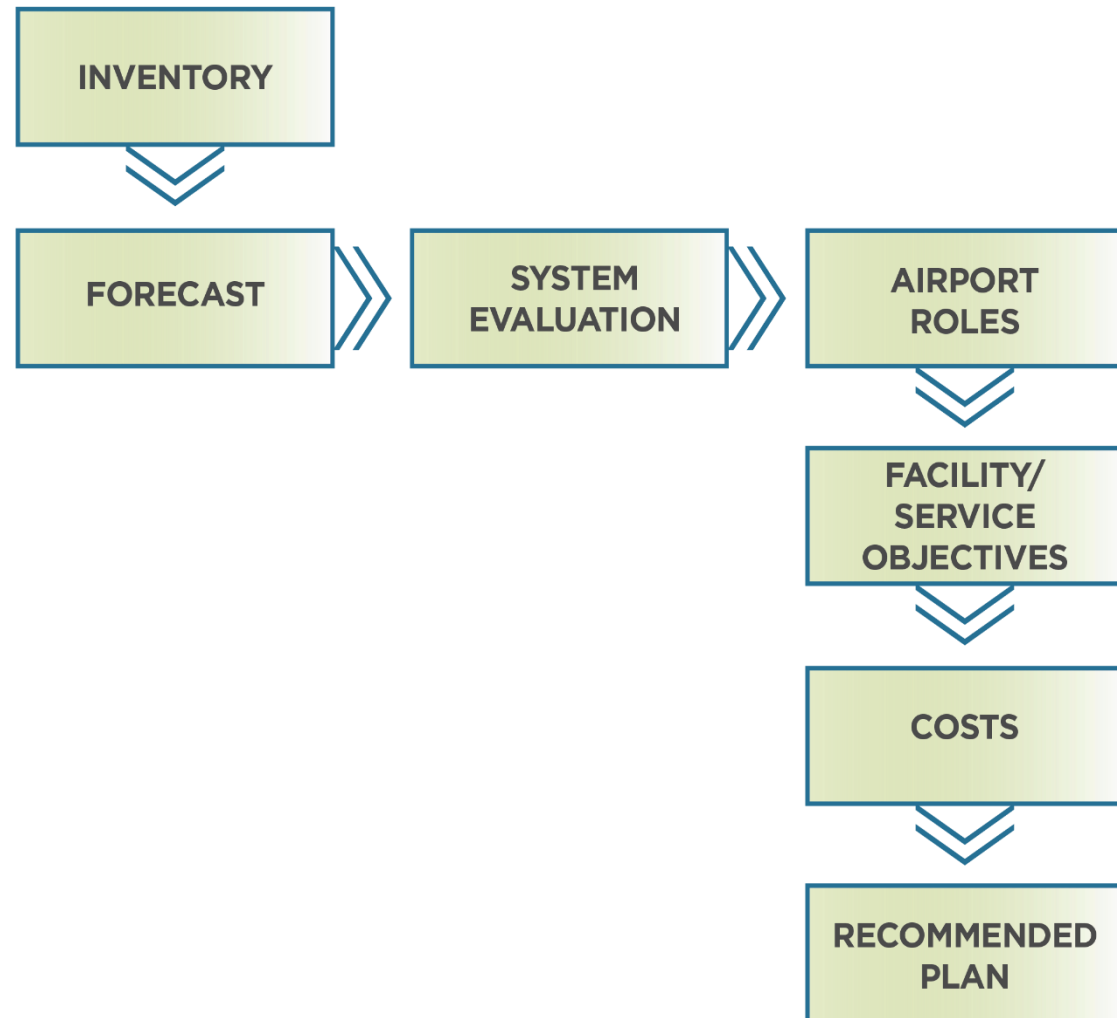 INVENTORY
FORECAST
SYSTEM
EVALUATION
AIRPORT
ROLES
FACILITY/
SERVICE
OBJECTIVES
COSTS
RECOMMENDED
PLAN